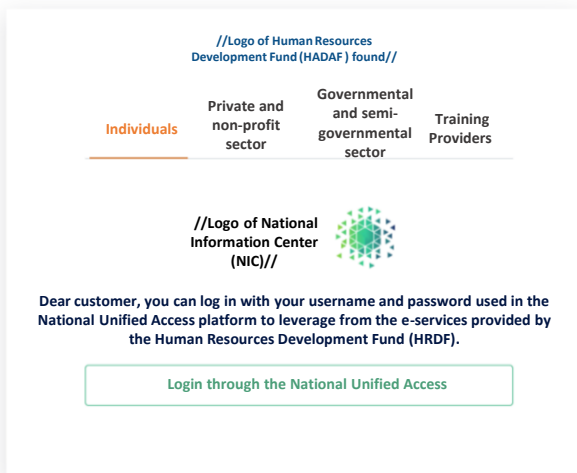 //Logo of Human Resources
Development Fund (HADAF ) found//
Individuals
Private and
non-profit
sector
Governmental
and semi-
governmental
sector
Training
Providers
//Logo of National
Information Center
(NIC)//
Dear customer, you can log in with your username and password used in the
National Unified Access platform to leverage from the e-services provided by
the Human Resources Development Fund (HRDF).
Login through the National Unified Access